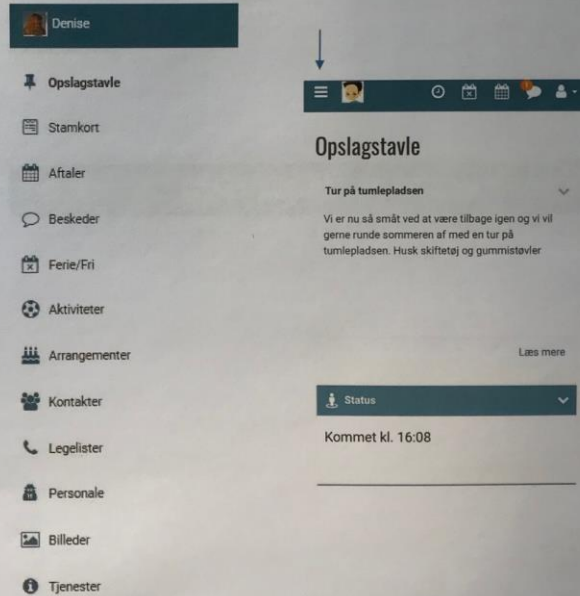 Denise
Opslagstavle
Stamkort
Aftaler
Beskeder
Ferie/Fri
Aktiviteter
Arrangementer
Kontakter
Legelister
Personale
Billeder
Tjenester
Opslagstavle
Tur på tumlepladsen
Vi er nu så småt ved at være tilbage igen og vi vil
gerne runde sommeren af med en tur på
tumlepladsen. Husk skiftetøj og gummistøvler
Læs mere
Status
Kommet kl. 16:08